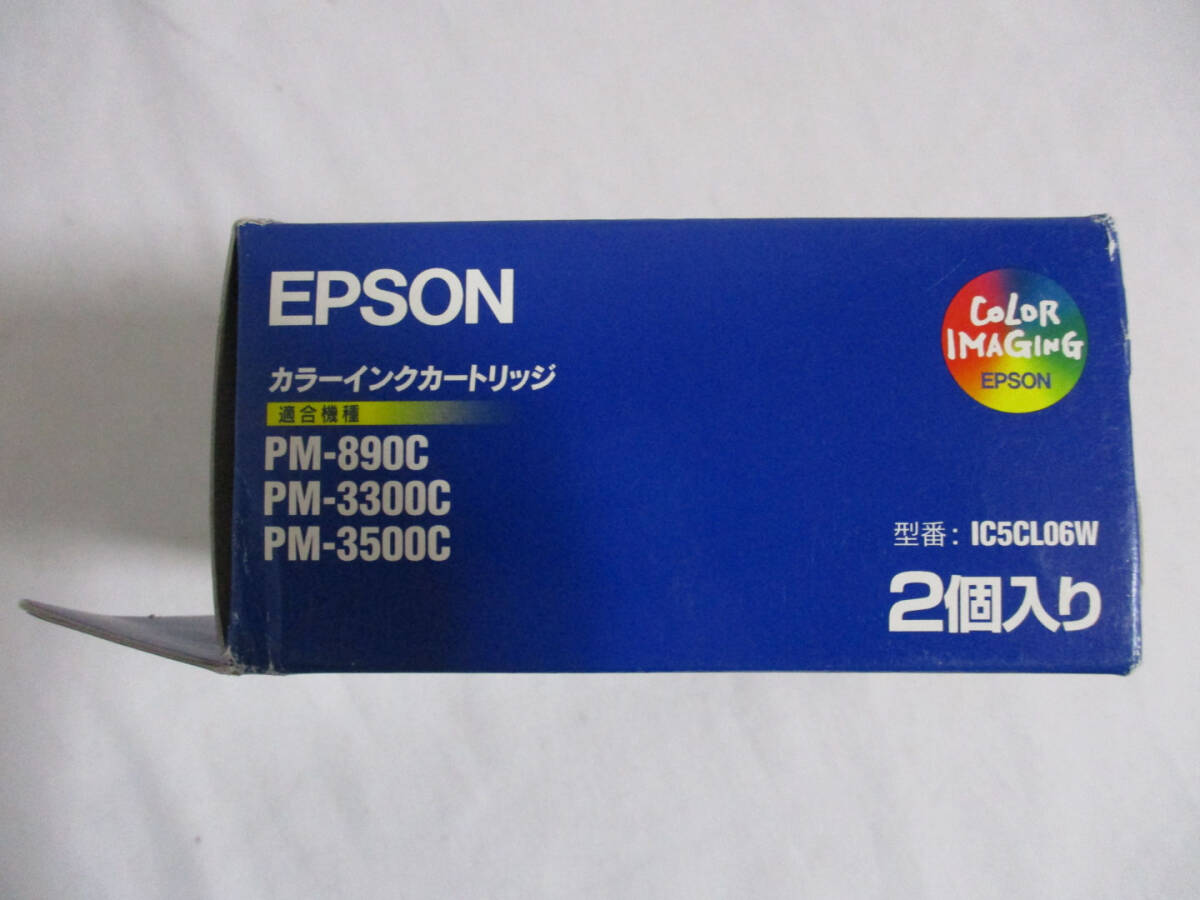 EPSON
カラーインクカートリッジ
適合機種
PM-890C
PM-3300C
PM-3500C
COLOR
IMAGING
EPSON
型番: IC5CL06W
2個入り